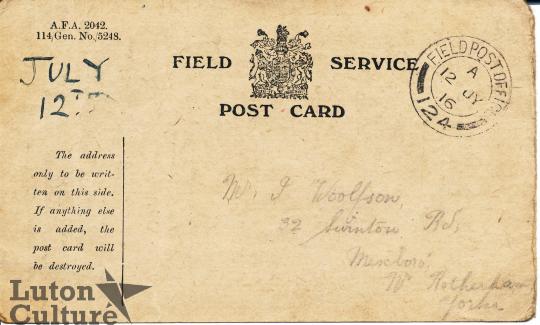 A.F.A. 2042.
114/Gen. No./5248.
JULY
12TH
FIELD SERVICE
POST CARD
FIELD POST OFFICE
A
12 JY
16
124
The address
only to be writ-
ten on this side.
If anything else
is added, the
post card will
be destroyed.
Mr. J Woolfson,
32 Swinton Rd,
Mexboro',
Nr Rotherham
Yorks
Luton
Culture